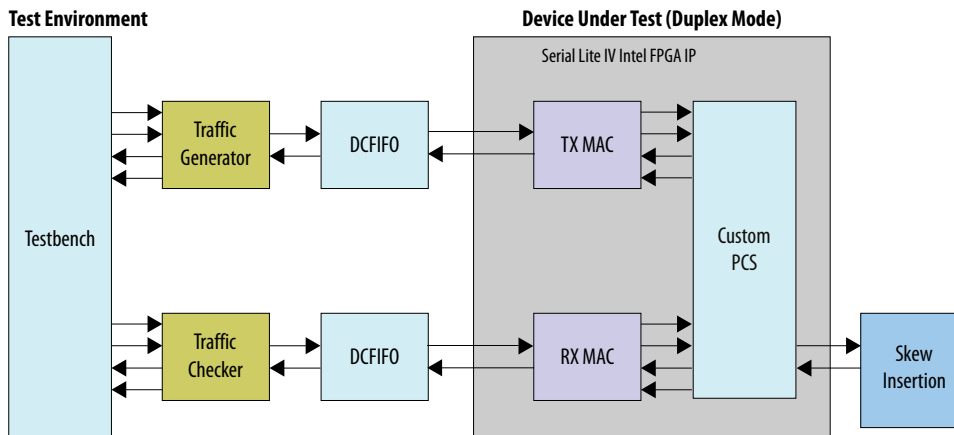 Test Environment
Device Under Test (Duplex Mode)
Serial Lite IV Intel FPGA IP
Traffic
Generator
DCFIFO
TX MAC
Testbench
Custom
PCS
Traffic
Checker
DCFIFO
RX MAC
Skew
Insertion